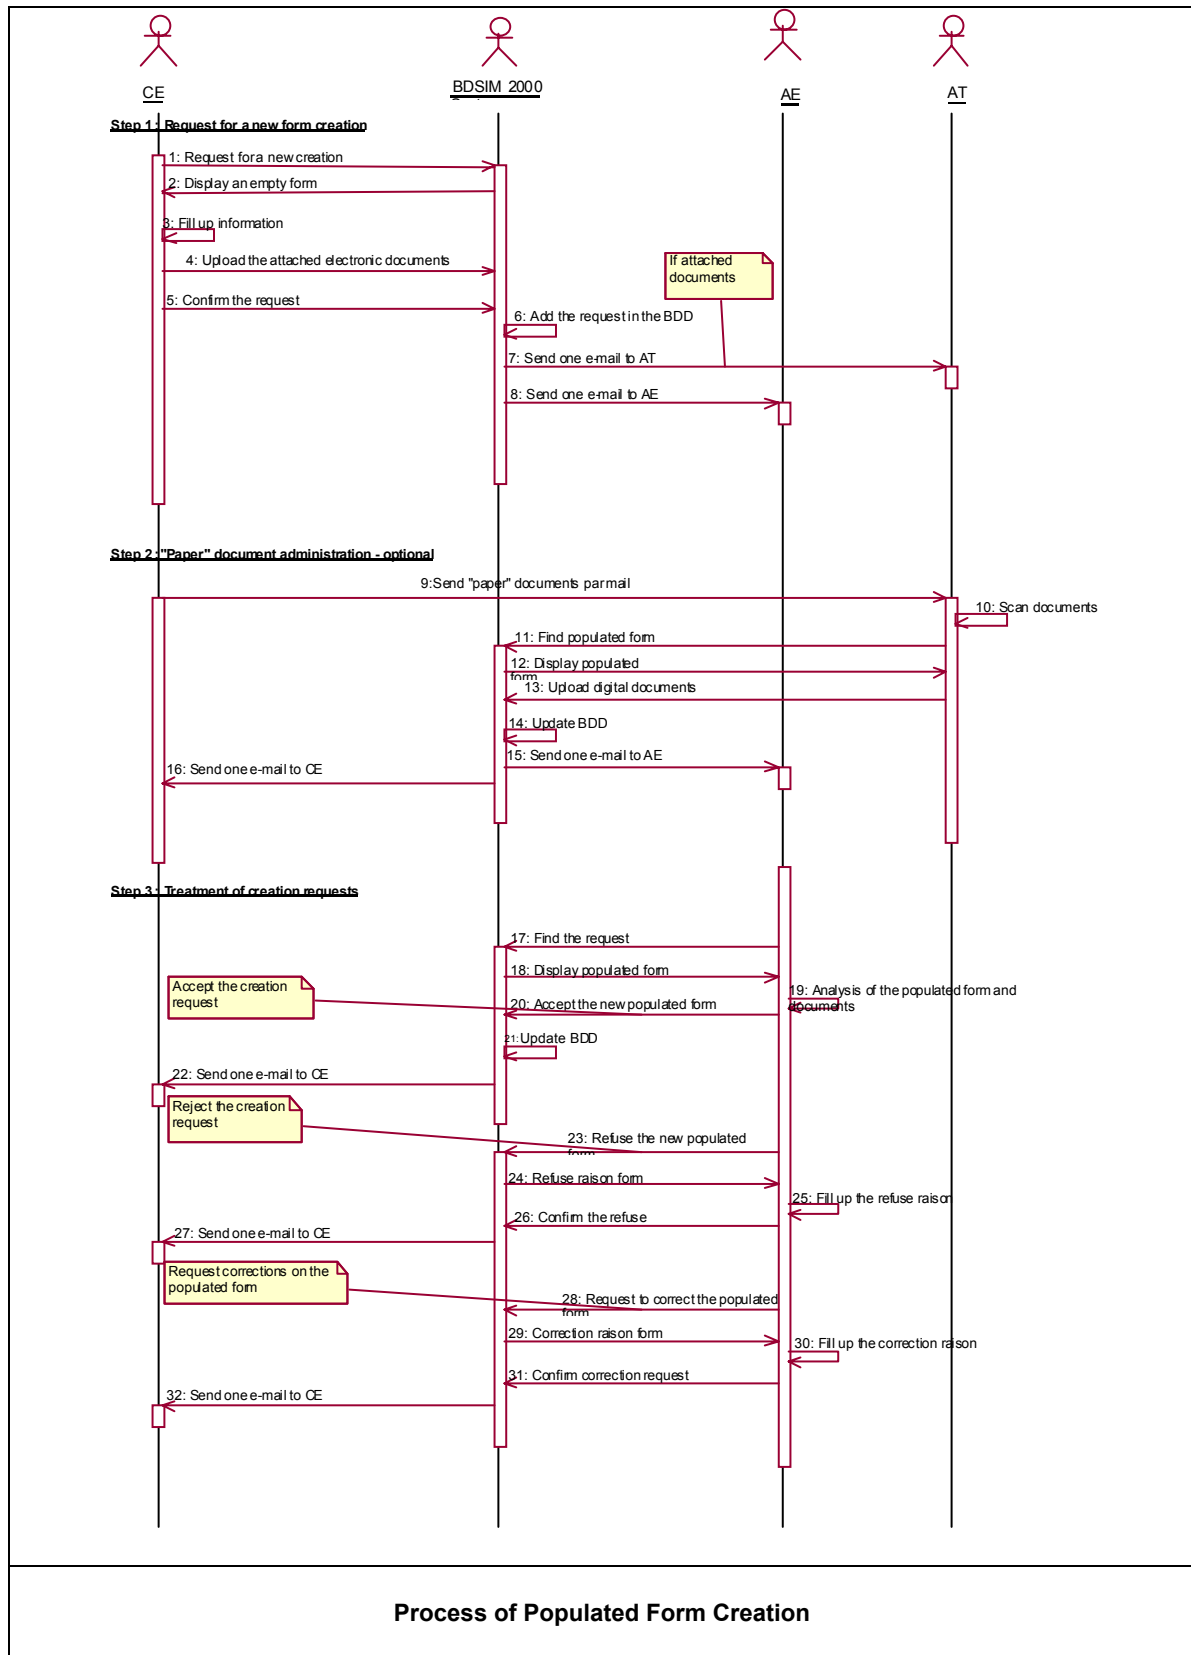 CE
BDSIM 2000
AE
AT
Step 1 : Request for a new form creation
1: Request for a new creation
2: Display an empty form
3: Fill up information
4: Upload the attached electronic documents
If attached
documents
5: Confirm the request
6: Add the request in the BDD
7: Send one e-mail to AT
8: Send one e-mail to AE
Step 2 :"Paper" document administration - optional
9:Send "paper" documents par mail
10: Scan documents
11: Find populated form
12: Display populated
form
13: Upload digital documents
14: Update BDD
15: Send one e-mail to AE
16: Send one e-mail to CE
Step 3 : Treatment of creation requests
17: Find the request
18: Display populated form
Accept the creation
request
19: Analysis of the populated form and
documents
20: Accept the new populated form
21: Update BDD
22: Send one e-mail to CE
Reject the creation
request
23: Refuse the new populated
form
24: Refuse raison form
25: Fill up the refuse raison
26: Confirm the refuse
27: Send one e-mail to CE
Request corrections on the
populated form
28: Request to correct the populated
form
29: Correction raison form
30: Fill up the correction raison
31: Confirm correction request
32: Send one e-mail to CE
Process of Populated Form Creation